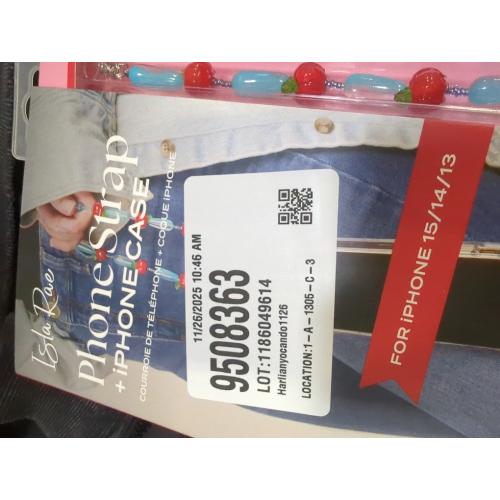 Isla Rae
Phone Strap
+ iPHONE CASE
COURROIE DE TÉLÉPHONE + COQUE iPHONE
11/26/2025 10:46 AM
9508363
LOT:1186049614
Harlianyocando1126
LOCATION:1-A-1305-C-3
FOR iPHONE 15/14/13